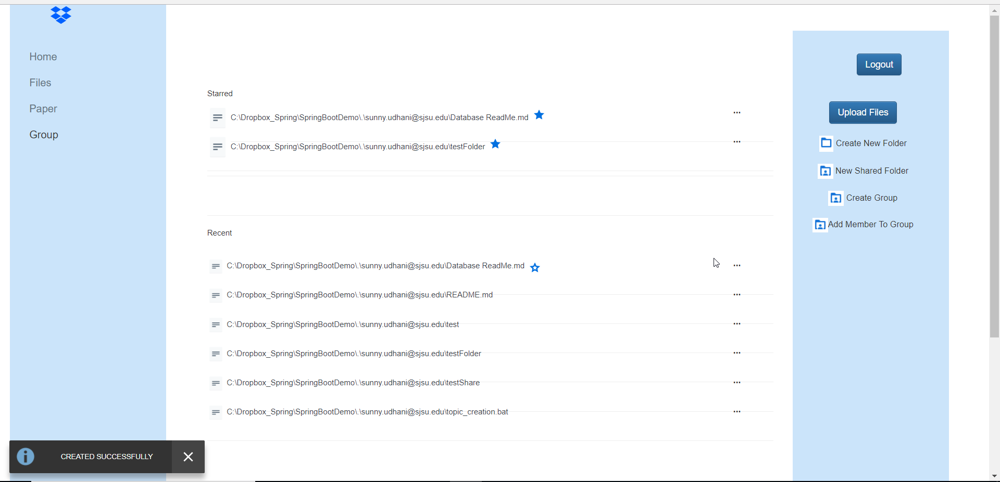 Home
Files
Paper
Group
Starred
C:\Dropbox_Spring\SpringBootDemo\.\sunny.udhani@sjsu.edu\Database ReadMe.md
...
C:\Dropbox_Spring\SpringBootDemo\.\sunny.udhani@sjsu.edu\testFolder
...
Recent
C:\Dropbox_Spring\SpringBootDemo\.\sunny.udhani@sjsu.edu\Database ReadMe.md
...
C:\Dropbox_Spring\SpringBootDemo\.\sunny.udhani@sjsu.edu\README.md
...
C:\Dropbox_Spring\SpringBootDemo\.\sunny.udhani@sjsu.edu\test
...
C:\Dropbox_Spring\SpringBootDemo\.\sunny.udhani@sjsu.edu\testFolder
...
C:\Dropbox_Spring\SpringBootDemo\.\sunny.udhani@sjsu.edu\testShare
...
C:\Dropbox_Spring\SpringBootDemo\.\sunny.udhani@sjsu.edu\topic_creation.bat
...
Logout
Upload Files
Create New Folder
New Shared Folder
Create Group
Add Member To Group
CREATED SUCCESSFULLY